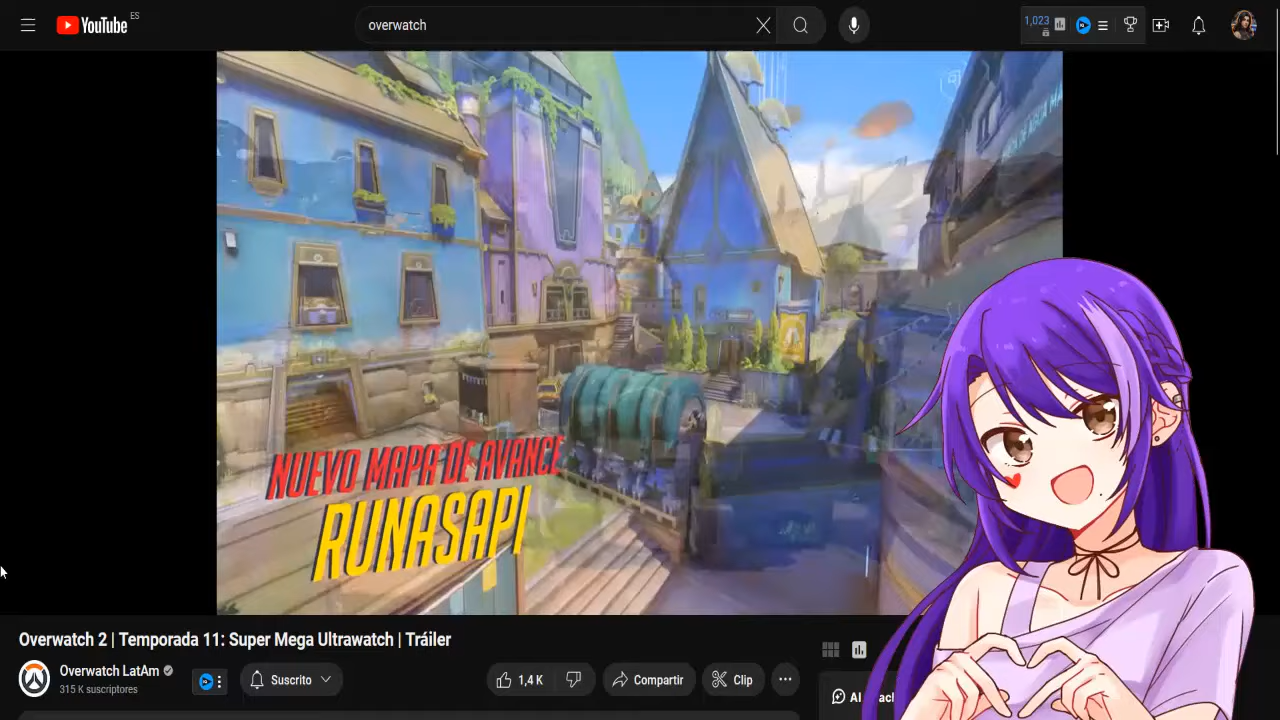 YouTube ES
overwatch
1,023
NUEVO MAPA DE AVANCE
RUNASAPI
Overwatch 2 | Temporada 11: Super Mega Ultrawatch | Tráiler
Overwatch LatAm
315 K suscriptores
Suscrito
1,4 K
Compartir
Clip
AI